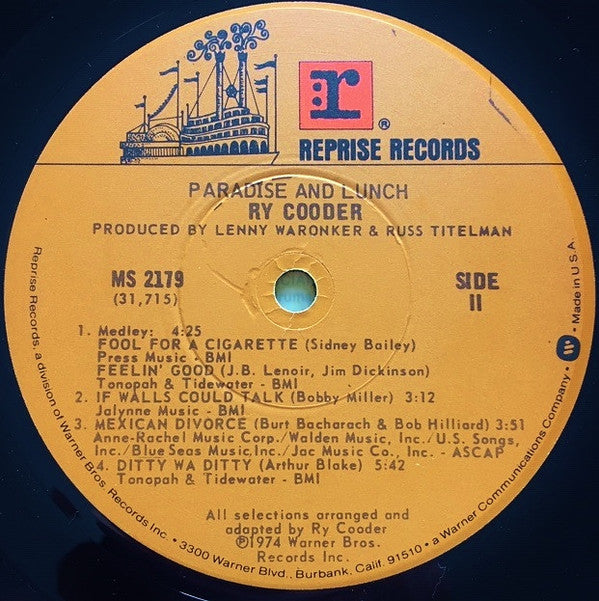 r
®
REPRISE RECORDS
PARADISE AND LUNCH
RY COODER
PRODUCED BY LENNY WARONKER & RUSS TITELMAN
MS 2179
(31,715)
SIDE
II
1. Medley: 4:25
FOOL FOR A CIGARETTE (Sidney Bailey)
Press Music - BMI
FEELIN' GOOD (J.B. Lenoir, Jim Dickinson)
Tonopah & Tidewater - BMI
2. IF WALLS COULD TALK (Bobby Miller) 3:12
Jalynne Music - BMI
3. MEXICAN DIVORCE (Burt Bacharach & Bob Hilliard) 3:51
Anne-Rachel Music Corp./Walden Music, Inc./U.S. Songs,
Inc./Blue Seas Music,Inc./Jac Music Co., Inc. - ASCAP
4. DITTY WA DITTY (Arthur Blake) 5:42
Tonopah & Tidewater - BMI
All selections arranged and
adapted by Ry Cooder
℗1974 Warner Bros.
Records Inc.
Reprise Records, a division of Warner Bros. Records Inc. • 3300 Warner Blvd., Burbank, Calif. 91510 • a Warner Communications Company • W • Made in U.S.A.